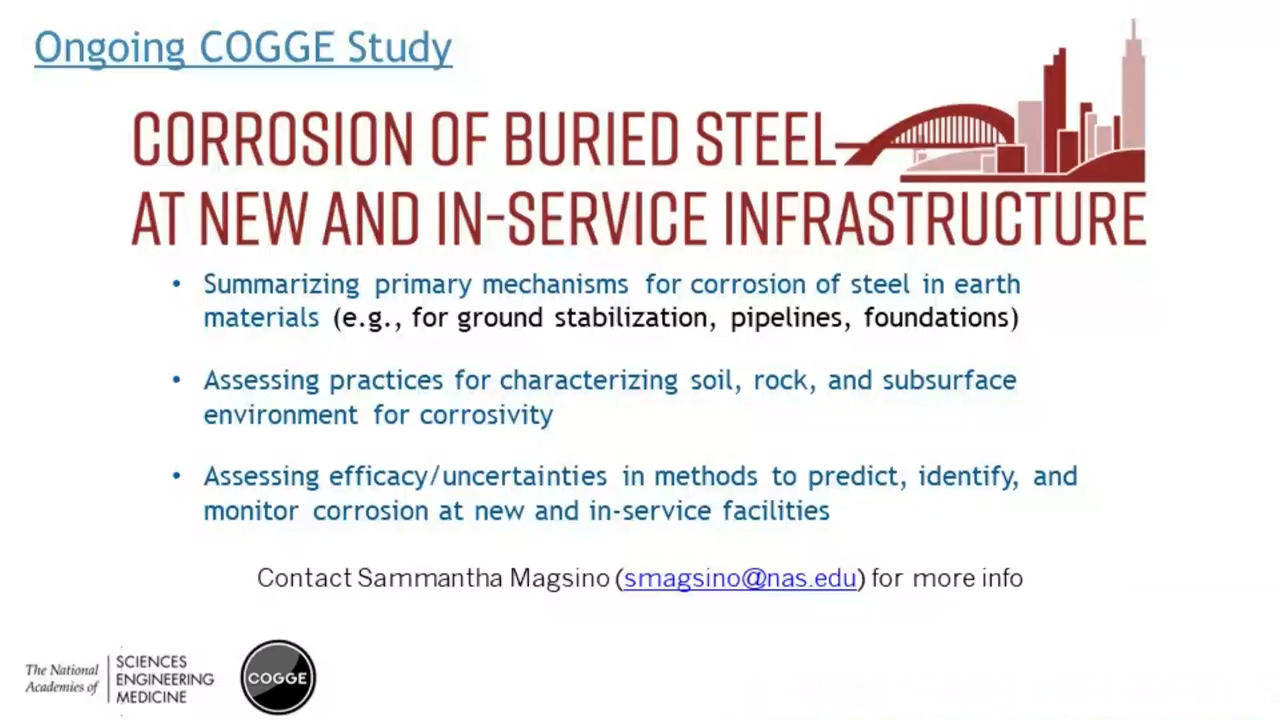 Ongoing COGGE Study
CORROSION OF BURIED STEEL
AT NEW AND IN-SERVICE INFRASTRUCTURE
• Summarizing primary mechanisms for corrosion of steel in earth
materials (e.g., for ground stabilization, pipelines, foundations)
• Assessing practices for characterizing soil, rock, and subsurface
environment for corrosivity
• Assessing efficacy/uncertainties in methods to predict, identify, and
monitor corrosion at new and in-service facilities
Contact Sammantha Magsino (smagsino@nas.edu) for more info
The National
Academies of
SCIENCES
ENGINEERING
MEDICINE
COGGE